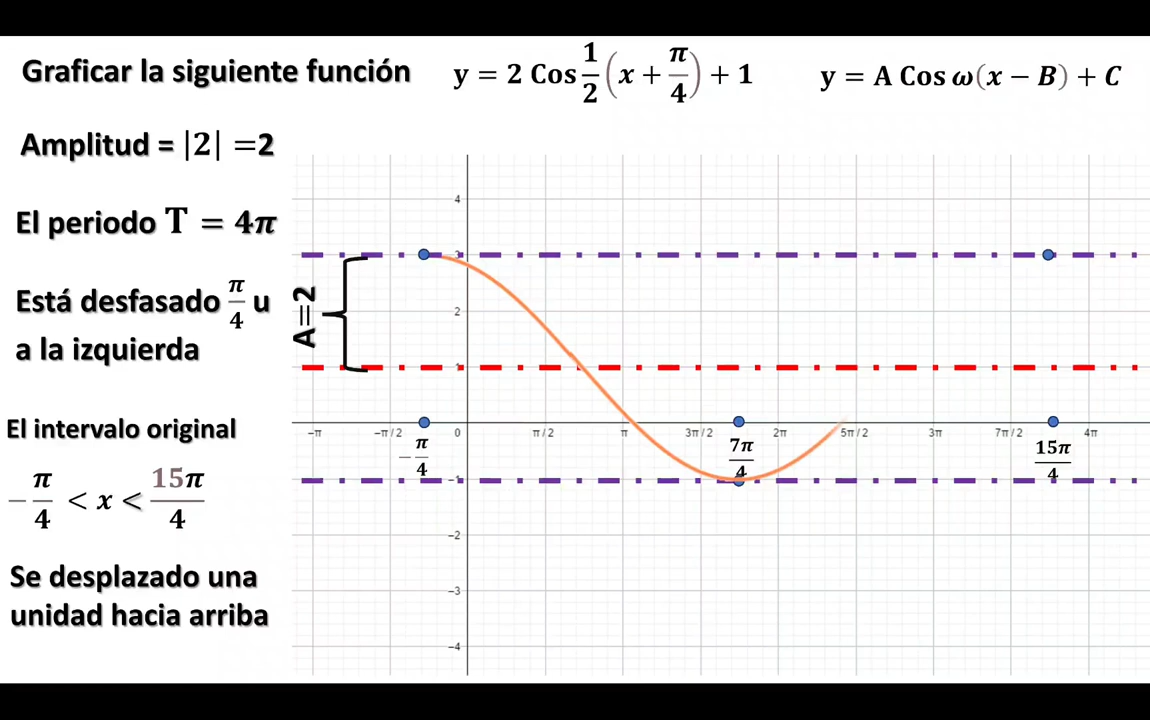 Graficar la siguiente función y = 2 Cos 1/2 (x + π/4) + 1 y = A Cos ω(x − B) + C
Amplitud = |2| =2
El periodo T = 4π
Está desfasado π/4 u
a la izquierda
El intervalo original
−π/4 < x < 15π/4
Se desplazado una
unidad hacia arriba
A=2
4
3
2
−π −π/2 0 π/2 π 3π/2 2π 5π/2 3π 7π/2 4π
−π/4 7π/4 15π/4
−1
−2
−3
−4